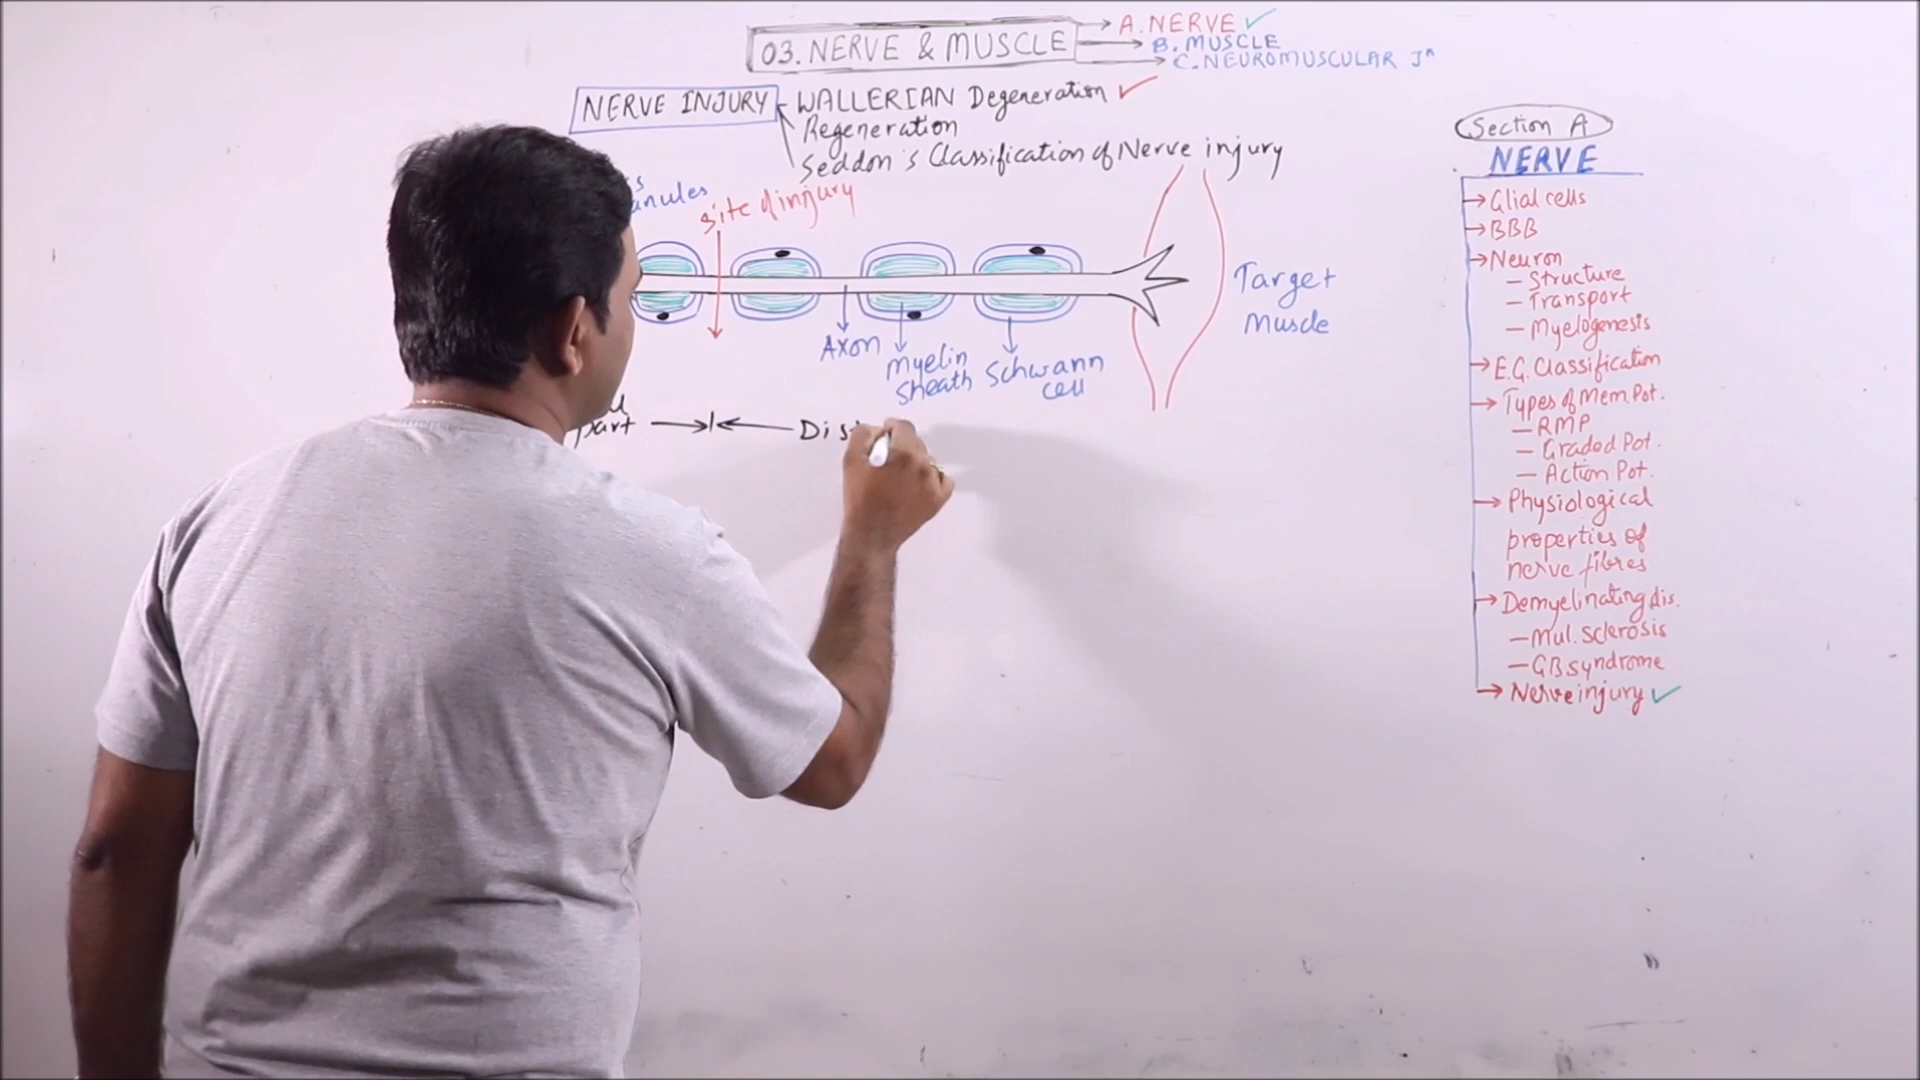 03. NERVE & MUSCLE
A. NERVE ✓
B. MUSCLE
C. NEUROMUSCULAR Jⁿ
NERVE INJURY
WALLERIAN Degeneration ✓
Regeneration
Seddon's Classification of Nerve injury
site of injury
Target
Muscle
Axon
Myelin
Sheath
Schwann
cell
part
Dis
Section A
NERVE
Glial cells
BBB
Neuron
- Structure
- Transport
- Myelogenesis
E.G. Classification
Types of Mem. Pot.
- RMP
- Graded Pot.
- Action Pot.
Physiological
properties of
nerve fibres
Demyelinating dis.
- Mul. Sclerosis
- GB syndrome
Nerve injury ✓